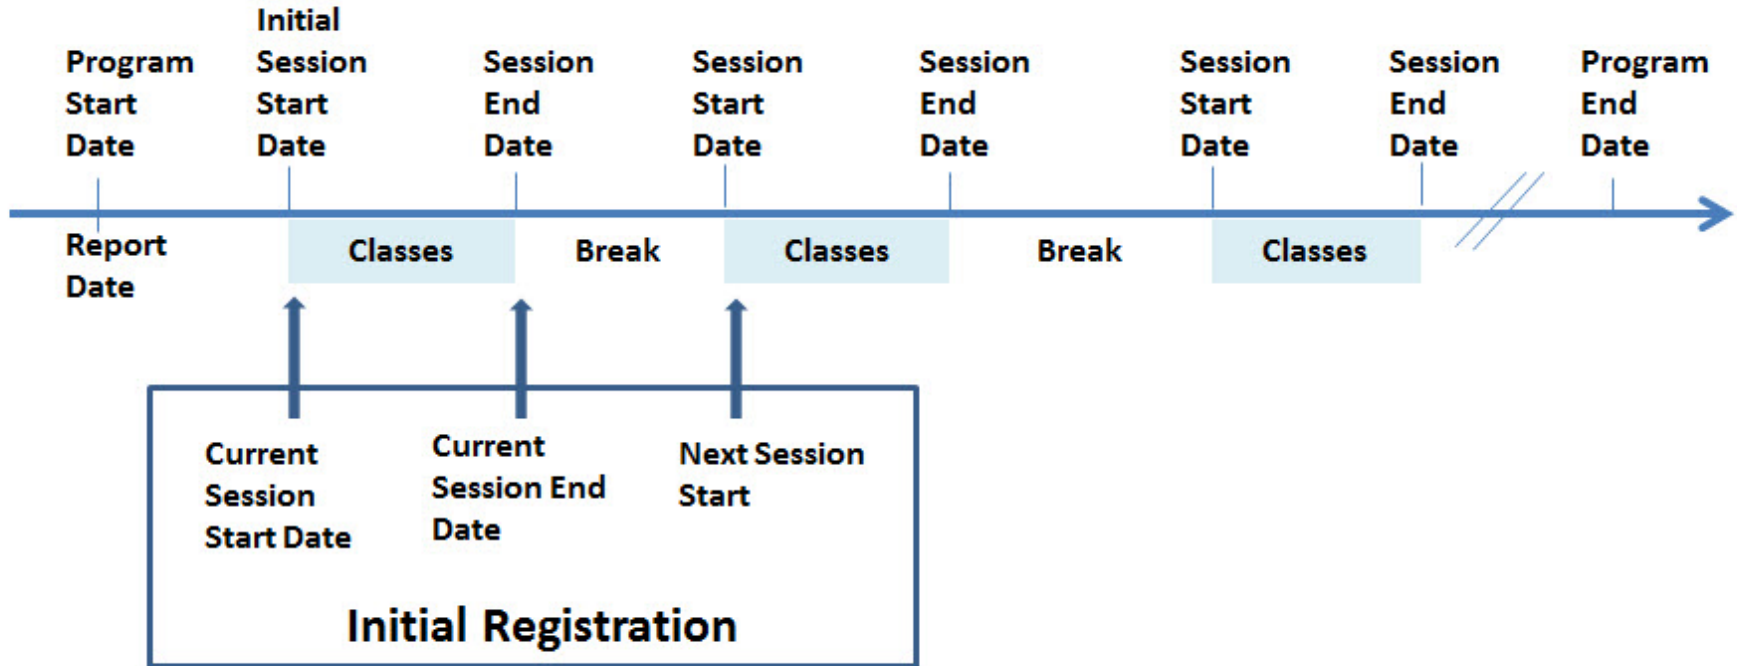 Program
Start
Date
Initial
Session
Start
Date
Session
End
Date
Session
Start
Date
Session
End
Date
Session
Start
Date
Session
End
Date
Program
End
Date
Report
Date
Classes
Break
Classes
Break
Classes
Current
Session
Start Date
Current
Session End
Date
Next Session
Start
Initial Registration